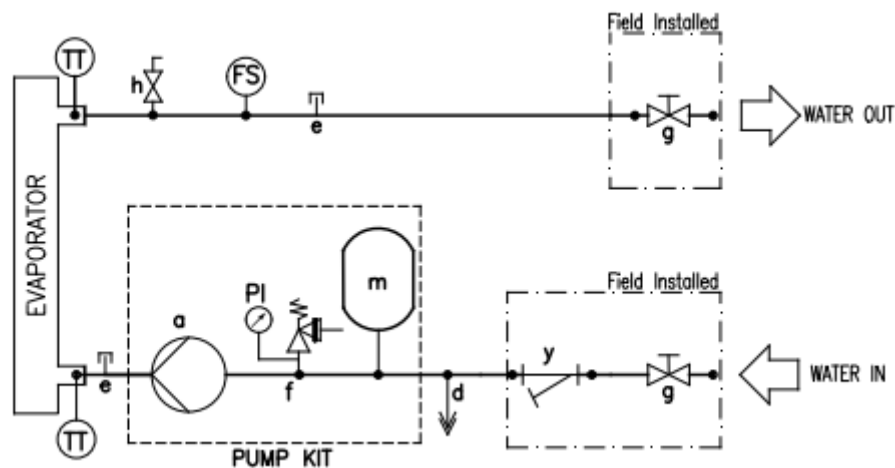 Field Installed
TT
h
FS
e
g
WATER OUT
EVAPORATOR
Field Installed
m
PI
a
y
e
f
d
g
WATER IN
TT
PUMP KIT